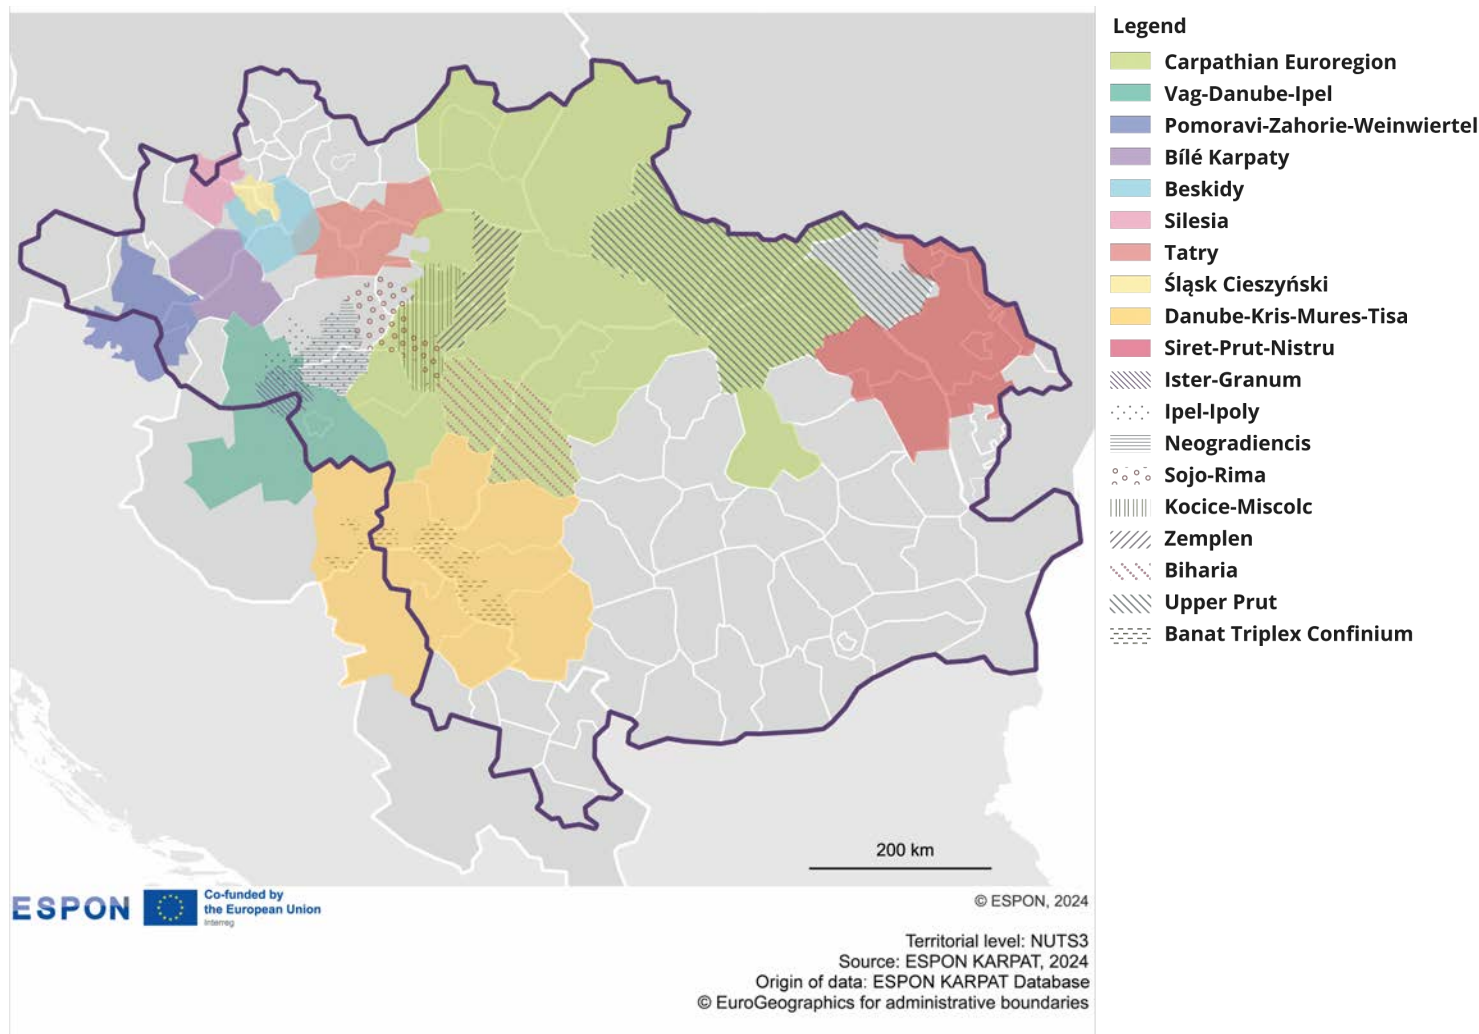 Legend
Carpathian Euroregion
Vag-Danube-Ipel
Pomoravi-Zahorie-Weinwiertel
Bílé Karpaty
Beskidy
Silesia
Tatry
Śląsk Cieszyński
Danube-Kris-Mures-Tisa
Siret-Prut-Nistru
Ister-Granum
Ipel-Ipoly
Neogradiencis
Sojo-Rima
Kocice-Miscolc
Zemplen
Biharia
Upper Prut
Banat Triplex Confinium
200 km
ESPON
Co-funded by
the European Union
Interreg
© ESPON, 2024
Territorial level: NUTS3
Source: ESPON KARPAT, 2024
Origin of data: ESPON KARPAT Database
© EuroGeographics for administrative boundaries